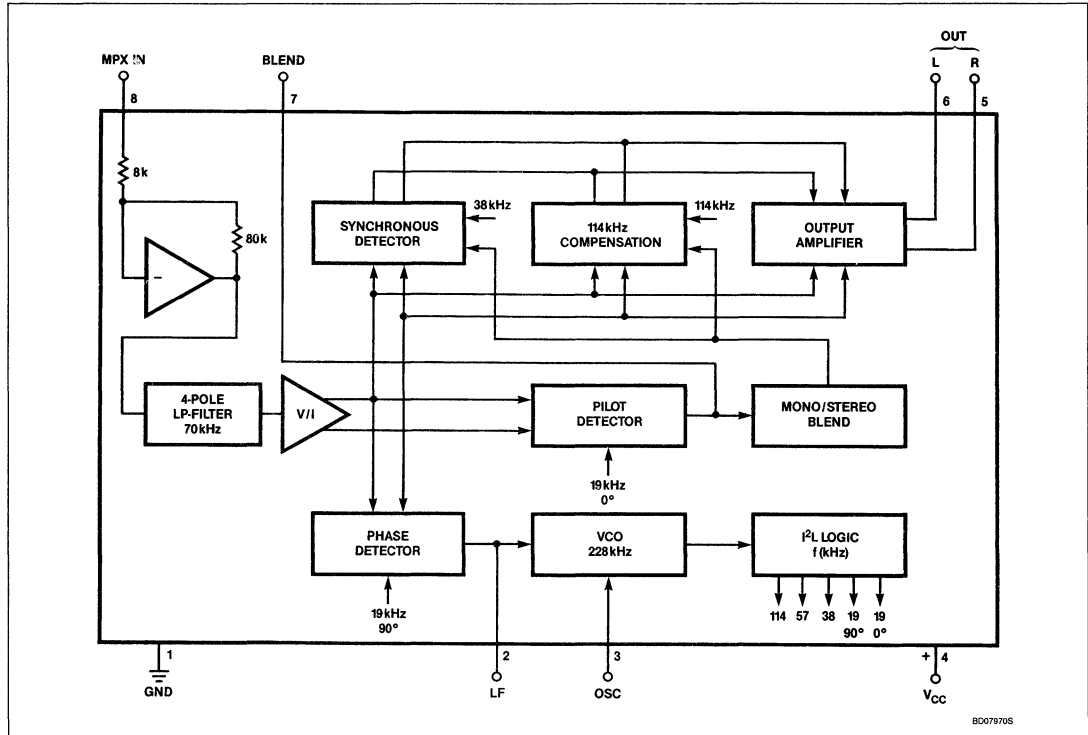 OUT
MPX IN
BLEND
L
R
8
7
6
5
8k
80k
38kHz
114kHz
SYNCHRONOUS
DETECTOR
114kHz
COMPENSATION
OUTPUT
AMPLIFIER
−
4-POLE
LP-FILTER
70kHz
V/I
PILOT
DETECTOR
MONO/STEREO
BLEND
19kHz
0°
PHASE
DETECTOR
VCO
228kHz
I²L LOGIC
f (kHz)
19kHz
90°
114 57 38 19 19
90° 0°
1
2
3
+ 4
GND
LF
OSC
VCC
BD07970S